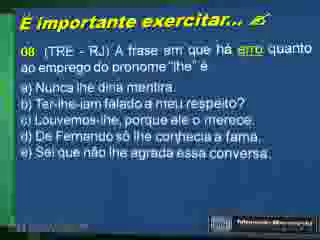 É importante exercitar... ✍
08 (TRE - RJ) A frase em que há erro quanto
ao emprego do pronome "lhe" é
a) Nunca lhe diria mentira.
b) Ter-lhe-iam falado a meu respeito?
c) Louvemos-lhe, porque ele o merece.
d) De Fernando só lhe conhecia a fama.
e) Sei que não lhe agrada essa conversa.